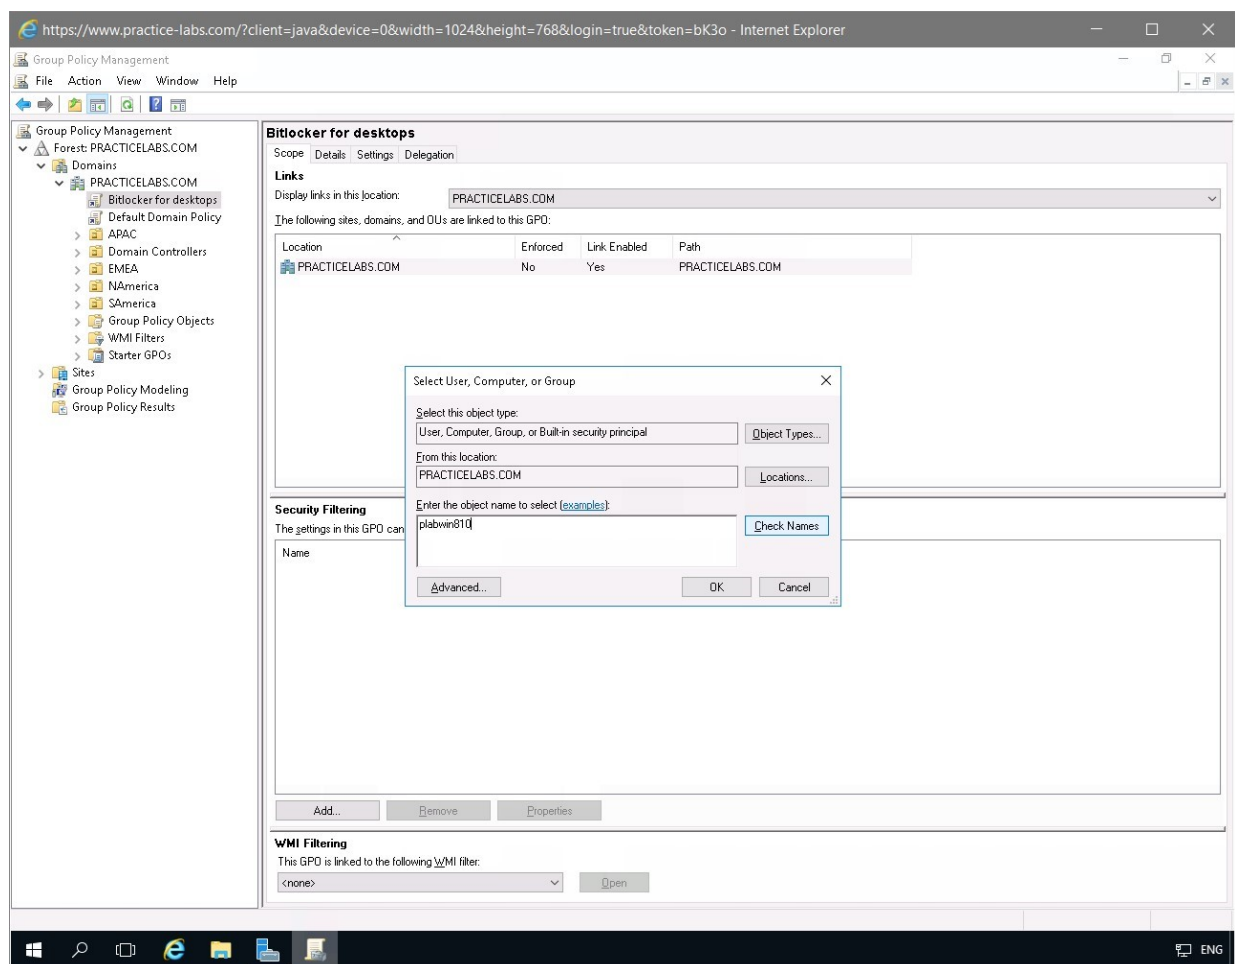 https://www.practice-labs.com/?client=java&device=0&width=1024&height=768&login=true&token=bK3o - Internet Explorer
Group Policy Management
File Action View Window Help
Group Policy Management
Forest: PRACTICELABS.COM
Domains
PRACTICELABS.COM
Bitlocker for desktops
Default Domain Policy
APAC
Domain Controllers
EMEA
NAmerica
SAmerica
Group Policy Objects
WMI Filters
Starter GPOs
Sites
Group Policy Modeling
Group Policy Results
Bitlocker for desktops
Scope Details Settings Delegation
Links
Display links in this location: PRACTICELABS.COM
The following sites, domains, and OUs are linked to this GPO:
Location Enforced Link Enabled Path
PRACTICELABS.COM No Yes PRACTICELABS.COM
Select User, Computer, or Group
Select this object type:
User, Computer, Group, or Built-in security principal Object Types...
From this location:
PRACTICELABS.COM Locations...
Enter the object name to select (examples):
plabwin810 Check Names
Advanced... OK Cancel
Security Filtering
The settings in this GPO can
Name
Add... Remove Properties
WMI Filtering
This GPO is linked to the following WMI filter:
<none> Open
ENG